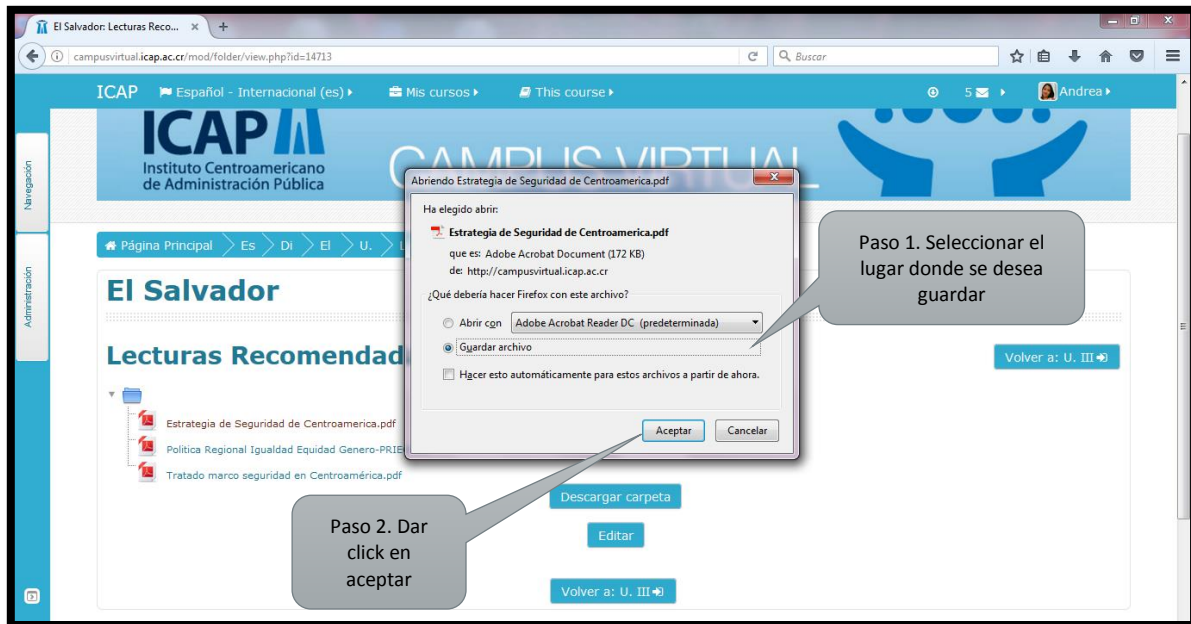 El Salvador: Lecturas Reco...
campusvirtual.icap.ac.cr/mod/folder/view.php?id=14713
Buscar
ICAP
Español - Internacional (es)
Mis cursos
This course
5
Andrea
ICAP
Instituto Centroamericano
de Administración Pública
CAMPUS VIRTUAL
Navegación
Administración
Página Principal
Es
Di
El
U.
El Salvador
Lecturas Recomendad
Volver a: U. III
Estrategia de Seguridad de Centroamerica.pdf
Politica Regional Igualdad Equidad Genero-PRIE
Tratado marco seguridad en Centroamérica.pdf
Descargar carpeta
Editar
Volver a: U. III
Abriendo Estrategia de Seguridad de Centroamerica.pdf
Ha elegido abrir:
Estrategia de Seguridad de Centroamerica.pdf
que es: Adobe Acrobat Document (172 KB)
de: http://campusvirtual.icap.ac.cr
¿Qué debería hacer Firefox con este archivo?
Abrir con
Adobe Acrobat Reader DC (predeterminada)
Guardar archivo
Hacer esto automáticamente para estos archivos a partir de ahora.
Aceptar
Cancelar
Paso 1. Seleccionar el
lugar donde se desea
guardar
Paso 2. Dar
click en
aceptar